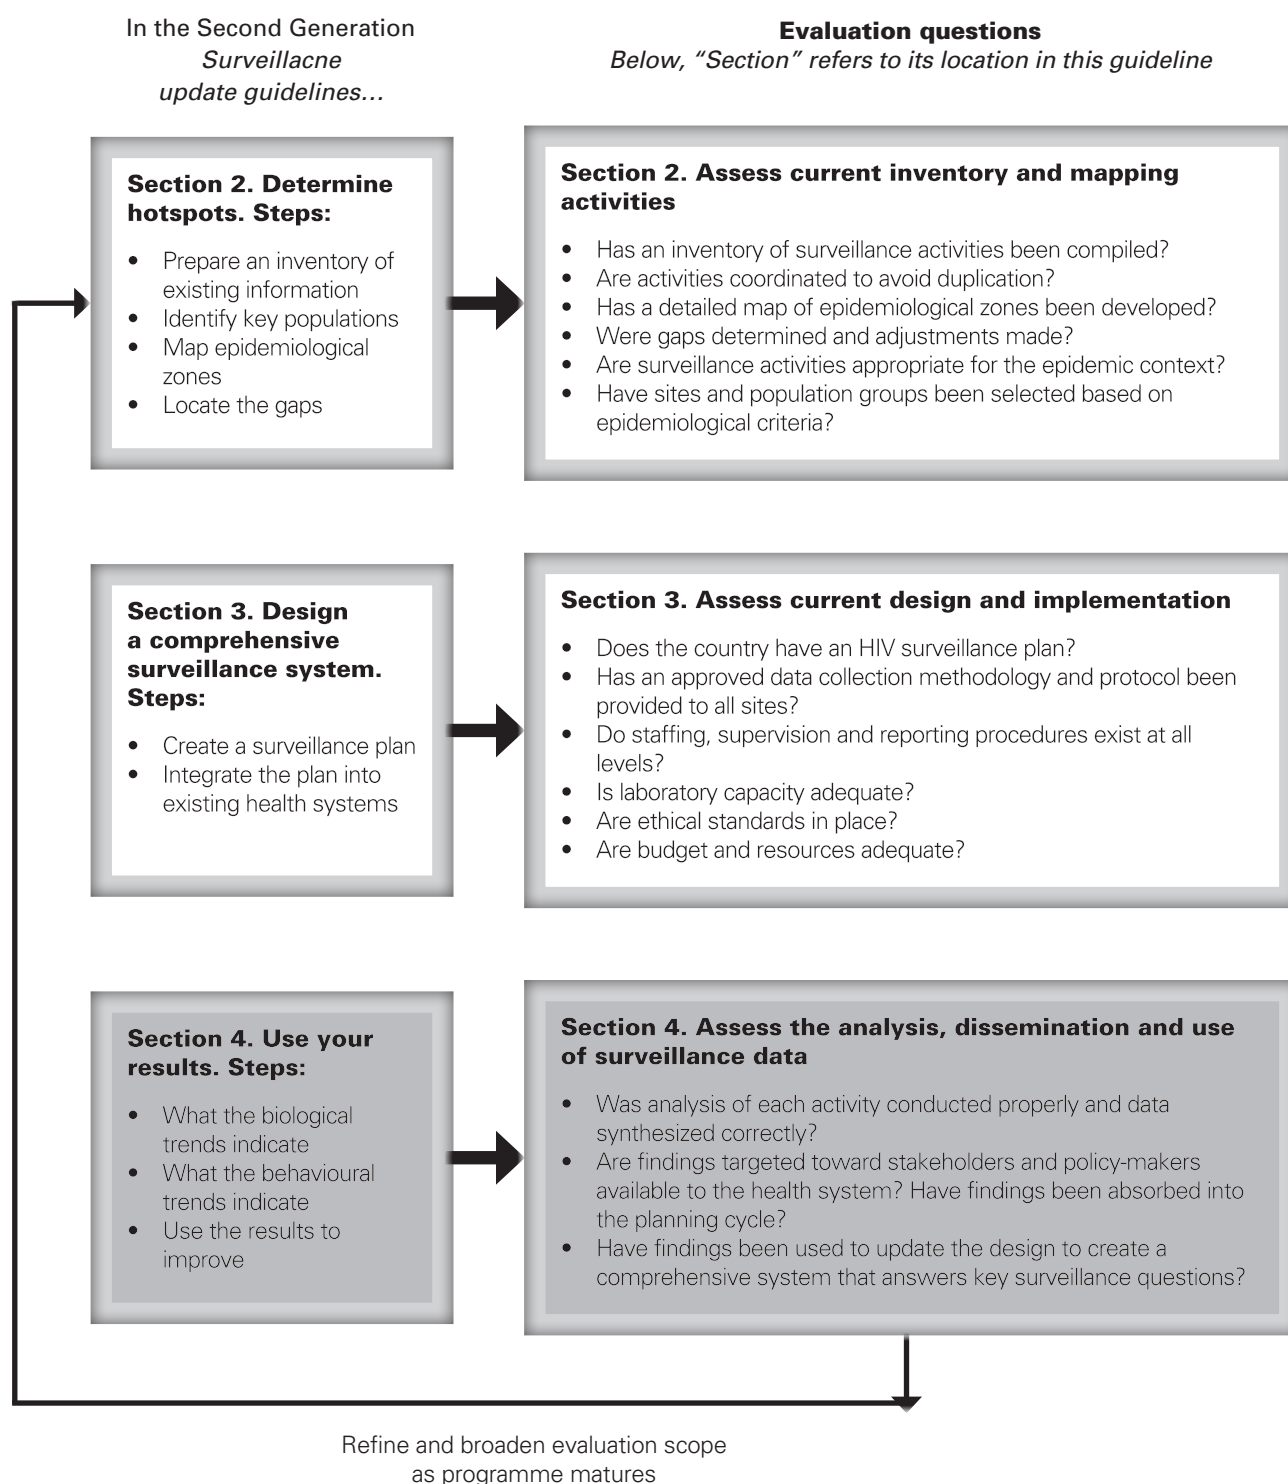 In the Second Generation
Surveillacne
update guidelines...
Evaluation questions
Below, “Section” refers to its location in this guideline
Section 2. Determine
hotspots. Steps:
• Prepare an inventory of
existing information
• Identify key populations
• Map epidemiological
zones
• Locate the gaps
Section 2. Assess current inventory and mapping
activities
• Has an inventory of surveillance activities been compiled?
• Are activities coordinated to avoid duplication?
• Has a detailed map of epidemiological zones been developed?
• Were gaps determined and adjustments made?
• Are surveillance activities appropriate for the epidemic context?
• Have sites and population groups been selected based on
epidemiological criteria?
Section 3. Design
a comprehensive
surveillance system.
Steps:
• Create a surveillance plan
• Integrate the plan into
existing health systems
Section 3. Assess current design and implementation
• Does the country have an HIV surveillance plan?
• Has an approved data collection methodology and protocol been
provided to all sites?
• Do staffing, supervision and reporting procedures exist at all
levels?
• Is laboratory capacity adequate?
• Are ethical standards in place?
• Are budget and resources adequate?
Section 4. Use your
results. Steps:
• What the biological
trends indicate
• What the behavioural
trends indicate
• Use the results to
improve
Section 4. Assess the analysis, dissemination and use
of surveillance data
• Was analysis of each activity conducted properly and data
synthesized correctly?
• Are findings targeted toward stakeholders and policy-makers
available to the health system? Have findings been absorbed into
the planning cycle?
• Have findings been used to update the design to create a
comprehensive system that answers key surveillance questions?
Refine and broaden evaluation scope
as programme matures